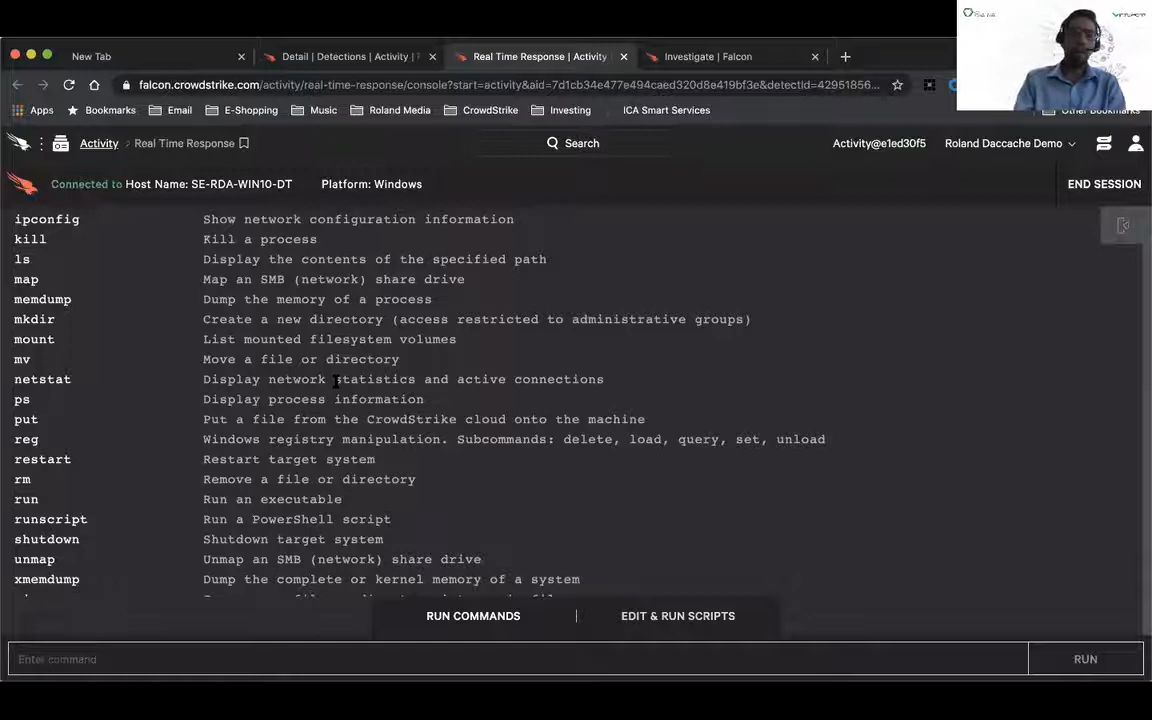 New Tab
Detail | Detections | Activity |
Real Time Response | Activity
Investigate | Falcon
falcon.crowdstrike.com/activity/real-time-response/console?start=activity&aid=7d1cb34e477e494caed320d8e419bf3e&detectId=42951856...
Apps
Bookmarks
Email
E-Shopping
Music
Roland Media
CrowdStrike
Investing
ICA Smart Services
Other Bookmarks
Activity
Real Time Response
Search
Activity@e1ed30f5
Roland Daccache Demo
Connected to Host Name: SE-RDA-WIN10-DT
Platform: Windows
END SESSION
ipconfig Show network configuration information
kill Kill a process
ls Display the contents of the specified path
map Map an SMB (network) share drive
memdump Dump the memory of a process
mkdir Create a new directory (access restricted to administrative groups)
mount List mounted filesystem volumes
mv Move a file or directory
netstat Display network statistics and active connections
ps Display process information
put Put a file from the CrowdStrike cloud onto the machine
reg Windows registry manipulation. Subcommands: delete, load, query, set, unload
restart Restart target system
rm Remove a file or directory
run Run an executable
runscript Run a PowerShell script
shutdown Shutdown target system
unmap Unmap an SMB (network) share drive
xmemdump Dump the complete or kernel memory of a system
RUN COMMANDS
EDIT & RUN SCRIPTS
Enter command
RUN